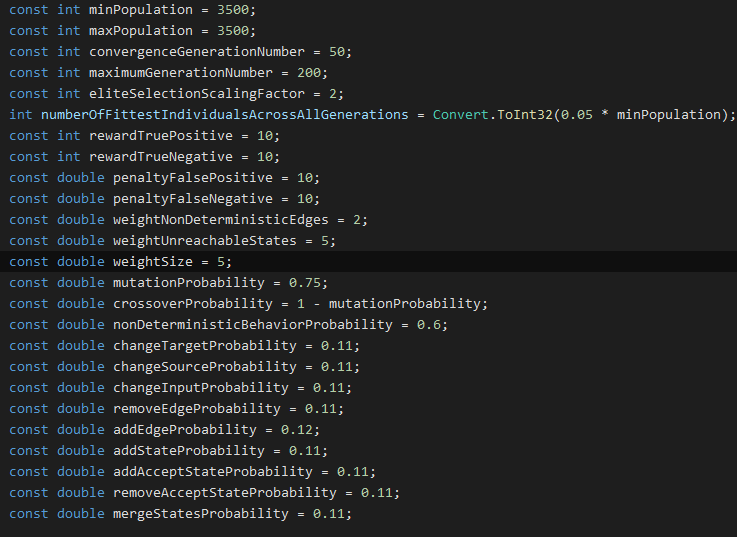 const int minPopulation = 3500;
const int maxPopulation = 3500;
const int convergenceGenerationNumber = 50;
const int maximumGenerationNumber = 200;
const int eliteSelectionScalingFactor = 2;
int numberOfFittestIndividualsAcrossAllGenerations = Convert.ToInt32(0.05 * minPopulation);
const int rewardTruePositive = 10;
const int rewardTrueNegative = 10;
const double penaltyFalsePositive = 10;
const double penaltyFalseNegative = 10;
const double weightNonDeterministicEdges = 2;
const double weightUnreachableStates = 5;
const double weightSize = 5;
const double mutationProbability = 0.75;
const double crossoverProbability = 1 - mutationProbability;
const double nonDeterministicBehaviorProbability = 0.6;
const double changeTargetProbability = 0.11;
const double changeSourceProbability = 0.11;
const double changeInputProbability = 0.11;
const double removeEdgeProbability = 0.11;
const double addEdgeProbability = 0.12;
const double addStateProbability = 0.11;
const double addAcceptStateProbability = 0.11;
const double removeAcceptStateProbability = 0.11;
const double mergeStatesProbability = 0.11;